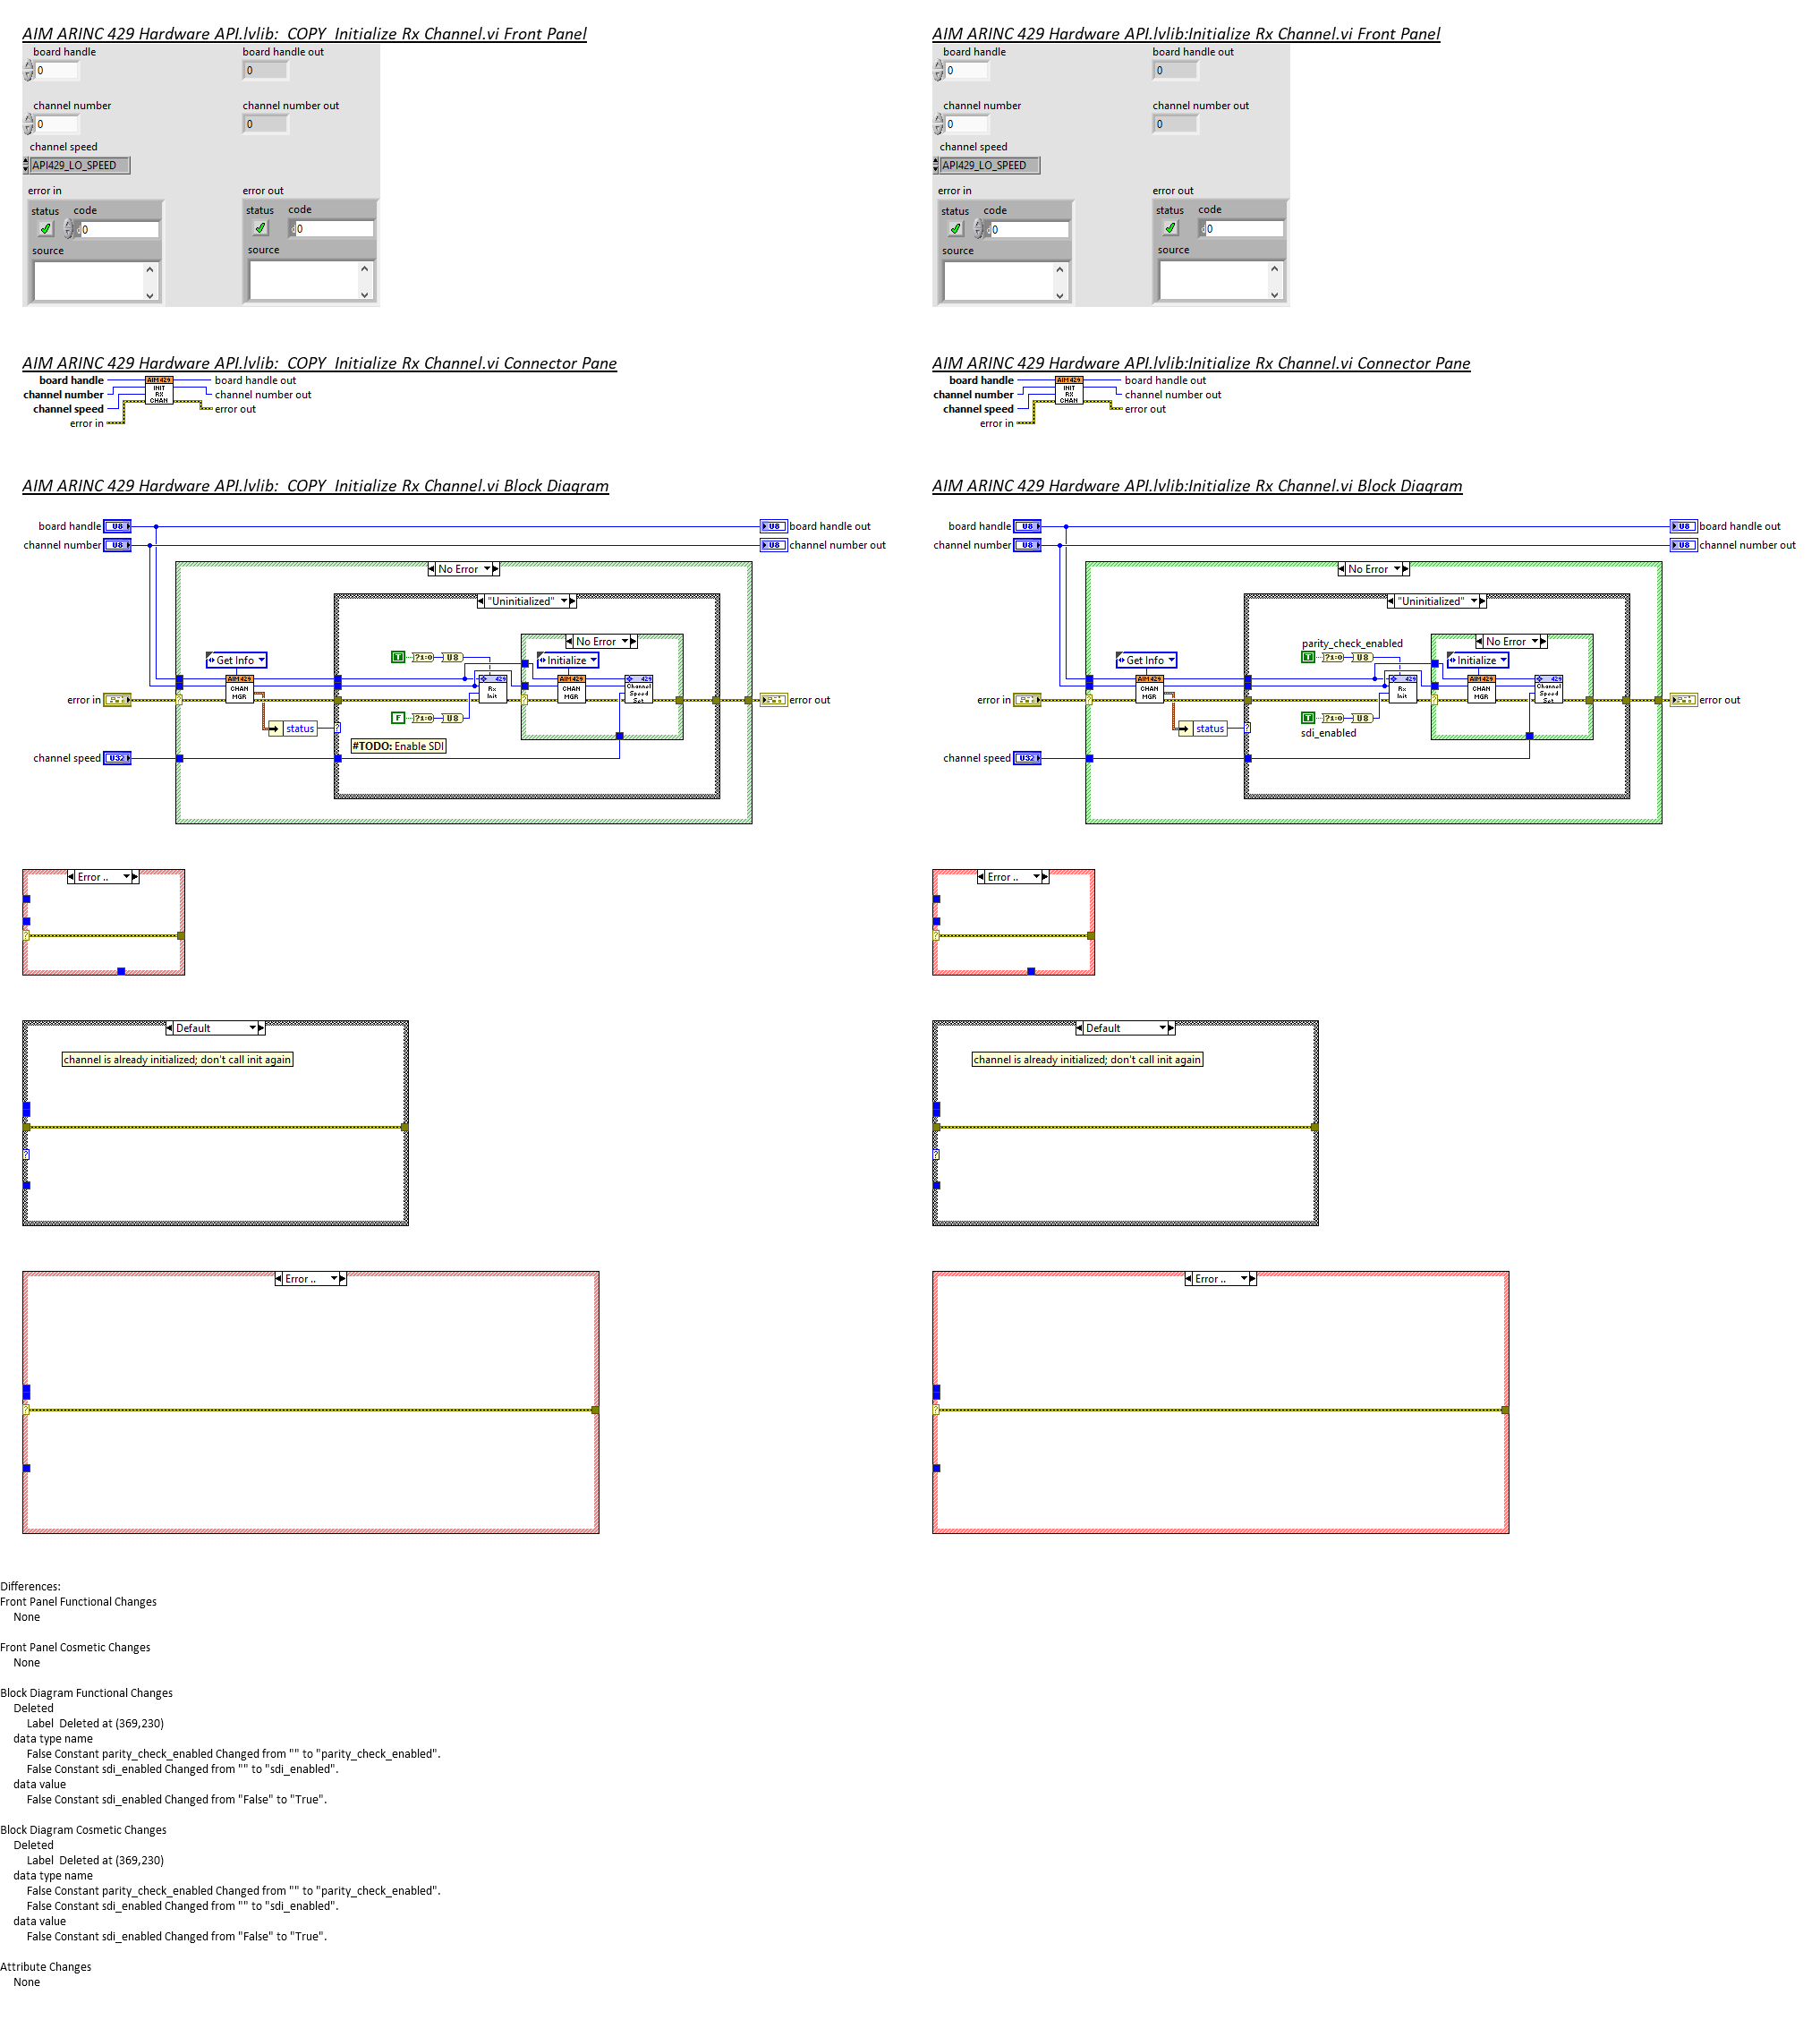 AIM ARINC 429 Hardware API.lvlib:  COPY  Initialize Rx Channel.vi Front Panel
board handle
0
board handle out
0
channel number
0
channel number out
0
channel speed
API429_LO_SPEED
error in
status code
0
source
error out
status code
0
source
AIM ARINC 429 Hardware API.lvlib:Initialize Rx Channel.vi Front Panel
board handle
0
board handle out
0
channel number
0
channel number out
0
channel speed
API429_LO_SPEED
error in
status code
0
source
error out
status code
0
source
AIM ARINC 429 Hardware API.lvlib:  COPY  Initialize Rx Channel.vi Connector Pane
board handle
channel number
channel speed
error in
AIM 429
INIT
RX
CHAN
board handle out
channel number out
error out
AIM ARINC 429 Hardware API.lvlib:Initialize Rx Channel.vi Connector Pane
board handle
channel number
channel speed
error in
AIM 429
INIT
RX
CHAN
board handle out
channel number out
error out
AIM ARINC 429 Hardware API.lvlib:  COPY  Initialize Rx Channel.vi Block Diagram
board handle U8
U8 board handle out
channel number U8
U8 channel number out
No Error
"Uninitialized"
No Error
Get Info
T ?1:0 U8
Initialize
AIM 429
CHAN
MGR
429
Rx
Init
AIM 429
CHAN
MGR
429
Channel
Speed
Set
error in
error out
F ?1:0 U8
status
?
#TODO: Enable SDI
channel speed U32
AIM ARINC 429 Hardware API.lvlib:Initialize Rx Channel.vi Block Diagram
board handle U8
U8 board handle out
channel number U8
U8 channel number out
No Error
"Uninitialized"
No Error
parity_check_enabled
Get Info
T ?1:0 U8
Initialize
AIM 429
CHAN
MGR
429
Rx
Init
AIM 429
CHAN
MGR
429
Channel
Speed
Set
error in
error out
T ?1:0 U8
status
?
sdi_enabled
channel speed U32
Error ..
?
Error ..
?
Default
channel is already initialized; don't call init again
?
Default
channel is already initialized; don't call init again
?
Error ..
?
Error ..
?
Differences:
Front Panel Functional Changes
None
Front Panel Cosmetic Changes
None
Block Diagram Functional Changes
Deleted
Label  Deleted at (369,230)
data type name
False Constant parity_check_enabled Changed from "" to "parity_check_enabled".
False Constant sdi_enabled Changed from "" to "sdi_enabled".
data value
False Constant sdi_enabled Changed from "False" to "True".
Block Diagram Cosmetic Changes
Deleted
Label  Deleted at (369,230)
data type name
False Constant parity_check_enabled Changed from "" to "parity_check_enabled".
False Constant sdi_enabled Changed from "" to "sdi_enabled".
data value
False Constant sdi_enabled Changed from "False" to "True".
Attribute Changes
None